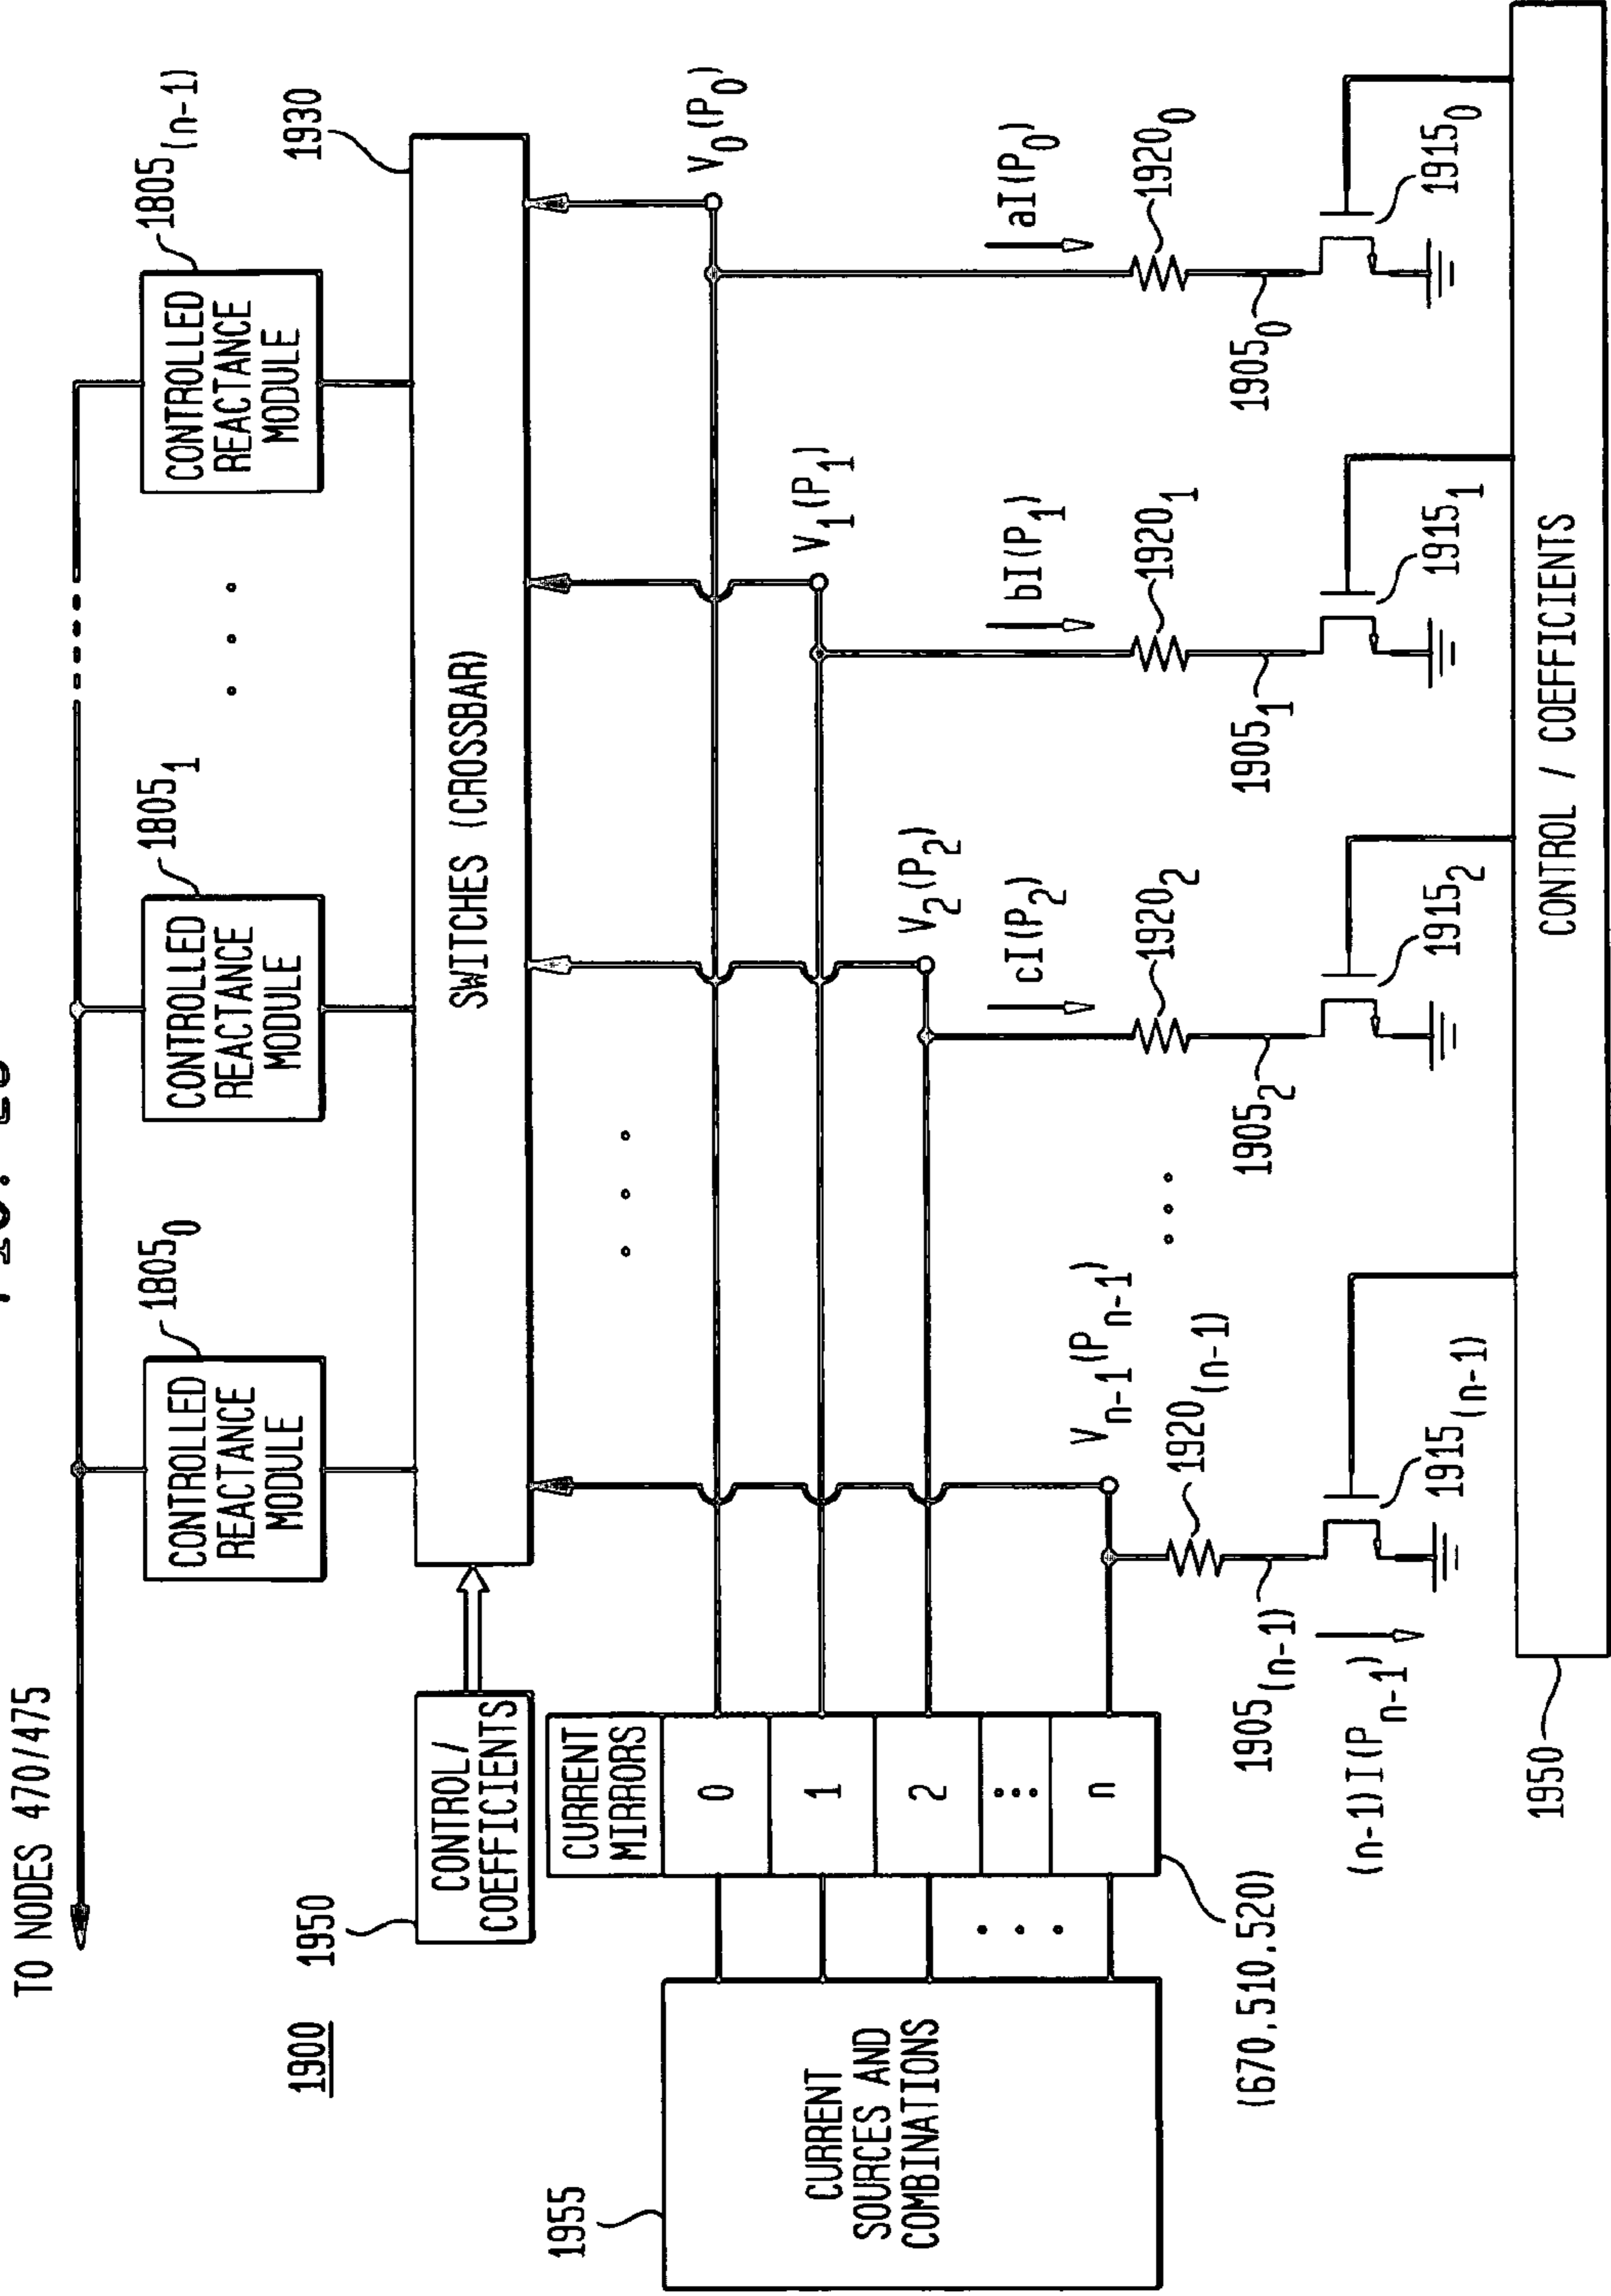 TO NODES 470/475
1805₀
1805₁
1805₍ₙ₋₁₎
CONTROLLED
REACTANCE
MODULE
CONTROLLED
REACTANCE
MODULE
. . .
CONTROLLED
REACTANCE
MODULE
1900
1950
1930
CONTROL/
COEFFICIENTS
SWITCHES (CROSSBAR)
1955
CURRENT
SOURCES AND
COMBINATIONS
CURRENT
MIRRORS
0
1
2
...
n
(670,510,520)
. . .
V₀(P₀)
V₁(P₁)
V₂(P₂)
Vₙ₋₁(Pₙ₋₁)
. . .
cI(P₂)
bI(P₁)
aI(P₀)
1920₍ₙ₋₁₎
1920₂
1920₁
1920₀
1905₍ₙ₋₁₎
1905₂
1905₁
1905₀
. . .
(n-1)I(Pₙ₋₁)
1915₍ₙ₋₁₎
1915₂
1915₁
1915₀
1950
CONTROL / COEFFICIENTS